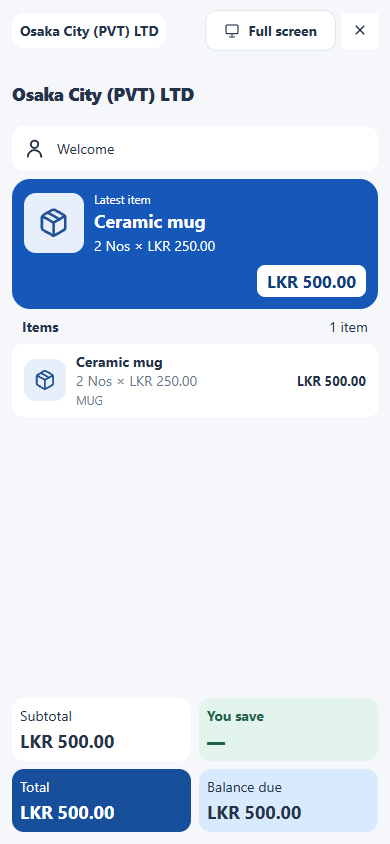 Osaka City (PVT) LTD
Full screen
Osaka City (PVT) LTD
Welcome
Latest item
Ceramic mug
2 Nos × LKR 250.00
LKR 500.00
Items
1 item
Ceramic mug
2 Nos × LKR 250.00
LKR 500.00
MUG
Subtotal
LKR 500.00
You save
—
Total
LKR 500.00
Balance due
LKR 500.00